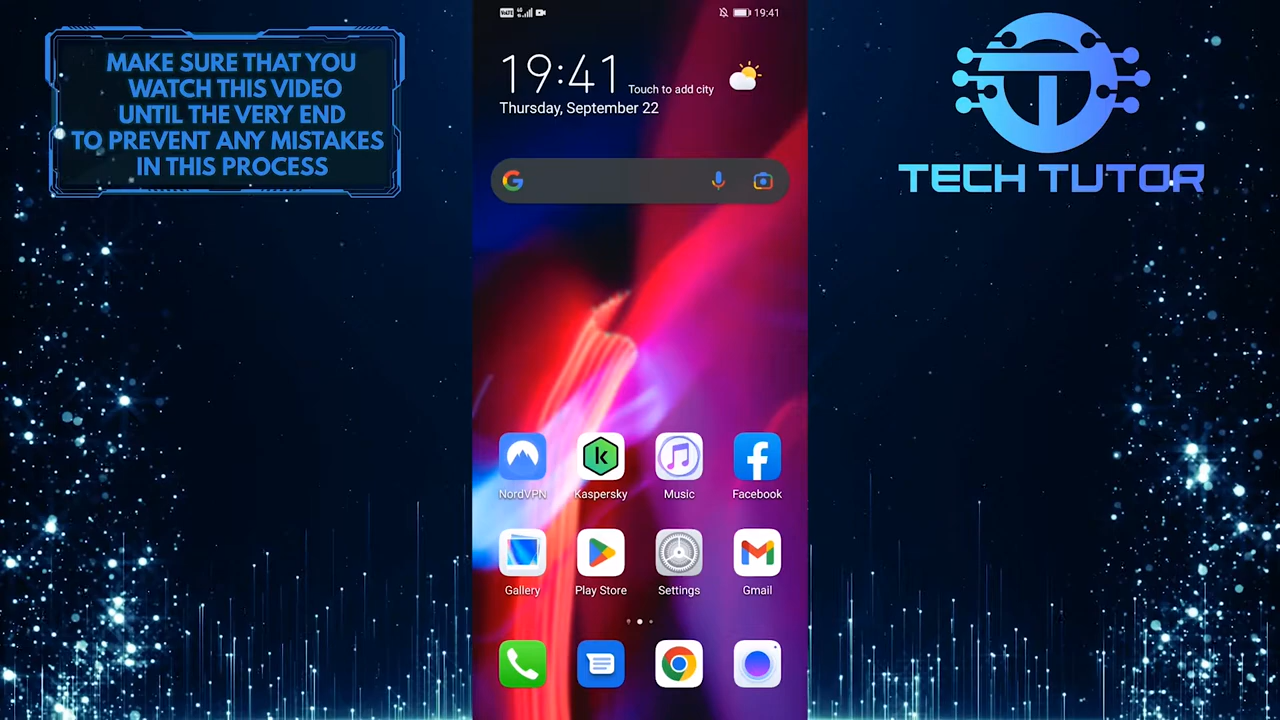 MAKE SURE THAT YOU
WATCH THIS VIDEO
UNTIL THE VERY END
TO PREVENT ANY MISTAKES
IN THIS PROCESS
19:41
19:41
Touch to add city
Thursday, September 22
TECH TUTOR
NordVPN
Kaspersky
Music
Facebook
Gallery
Play Store
Settings
Gmail